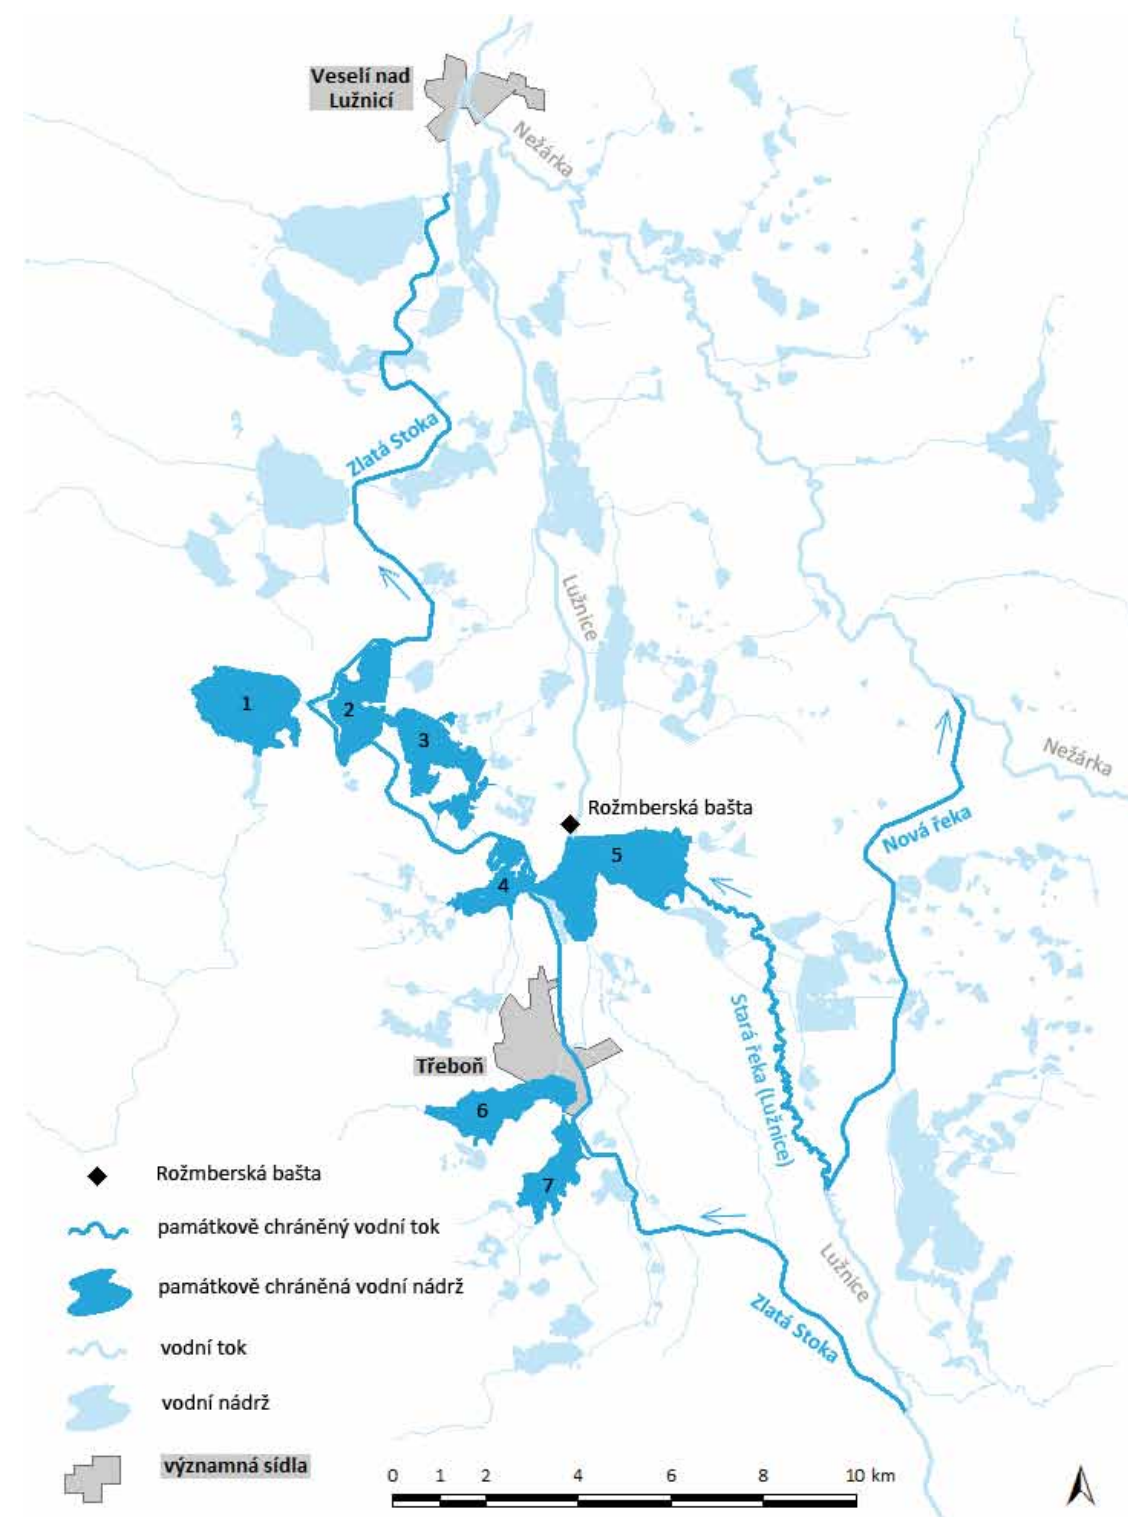 Veselí nad
Lužnicí
Nežárka
Zlatá Stoka
Lužnice
1
2
3
Nežárka
Rožmberská bašta
Nová řeka
5
4
Stará řeka (Lužnice)
Třeboň
6
7
Lužnice
Zlatá Stoka
Rožmberská bašta
památkově chráněný vodní tok
památkově chráněná vodní nádrž
vodní tok
vodní nádrž
významná sídla
0 1 2 4 6 8 10 km